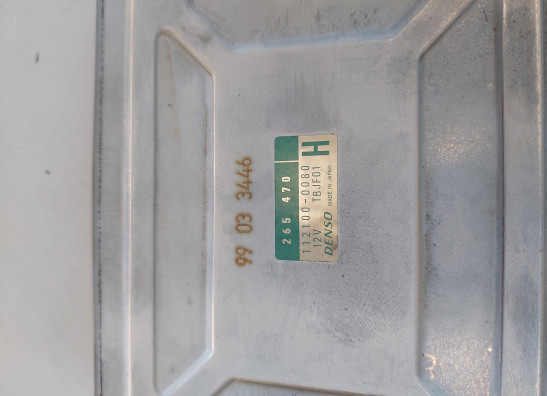 99 03 3446
265 470
112100-0080 H
12V TBJF01
DENSO MADE IN JAPAN